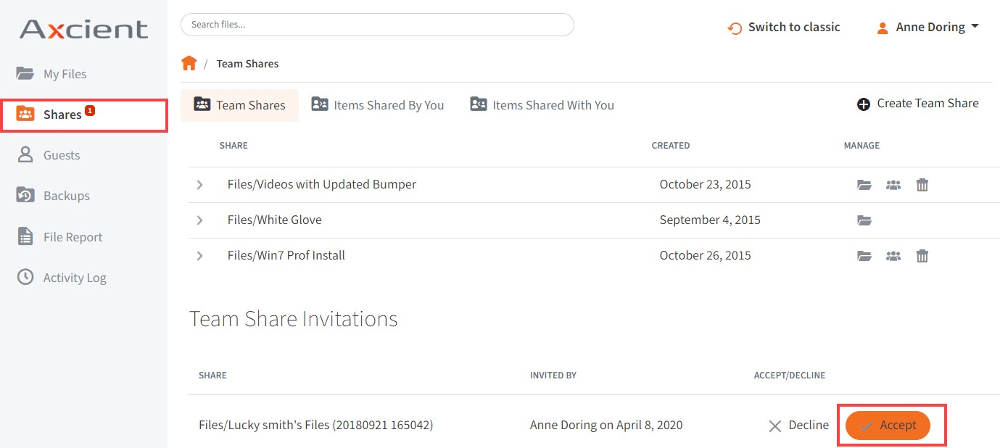 Axcient
Search files...
Switch to classic
Anne Doring
My Files
/ Team Shares
Shares 1
Team Shares
Items Shared By You
Items Shared With You
Create Team Share
Guests
Backups
File Report
Activity Log
SHARE CREATED MANAGE
Files/Videos with Updated Bumper October 23, 2015
Files/White Glove September 4, 2015
Files/Win7 Prof Install October 26, 2015
Team Share Invitations
SHARE INVITED BY ACCEPT/DECLINE
Files/Lucky smith's Files (20180921 165042) Anne Doring on April 8, 2020 Decline Accept